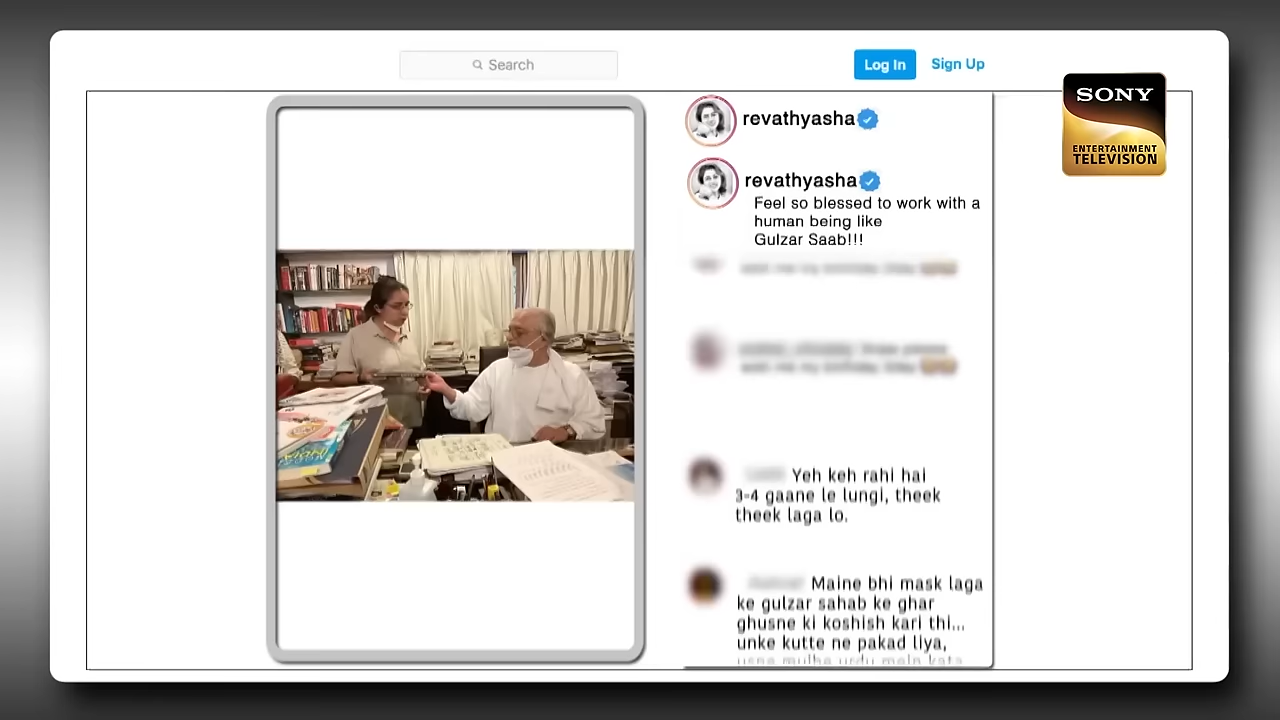 Search
Log In
Sign Up
SONY
ENTERTAINMENT
TELEVISION
revathyasha
revathyasha
Feel so blessed to work with a
human being like
Gulzar Saab!!!
Yeh keh rahi hai
3-4 gaane le lungi, theek
theek laga lo.
Maine bhi mask laga
ke gulzar sahab ke ghar
ghusne ki koshish kari thi...
unke kutte ne pakad liya,